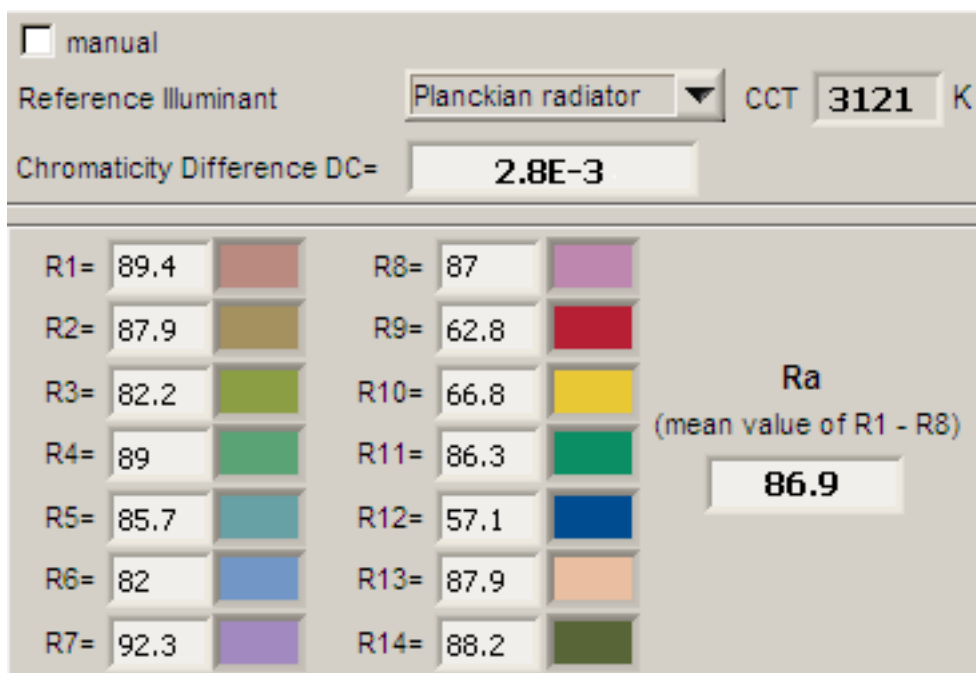 manual
Reference Illuminant Planckian radiator CCT 3121 K
Chromaticity Difference DC= 2.8E-3
R1= 89.4 R8= 87
R2= 87.9 R9= 62.8
R3= 82.2 R10= 66.8
R4= 89 R11= 86.3
R5= 85.7 R12= 57.1
R6= 82 R13= 87.9
R7= 92.3 R14= 88.2
Ra
(mean value of R1 - R8)
86.9